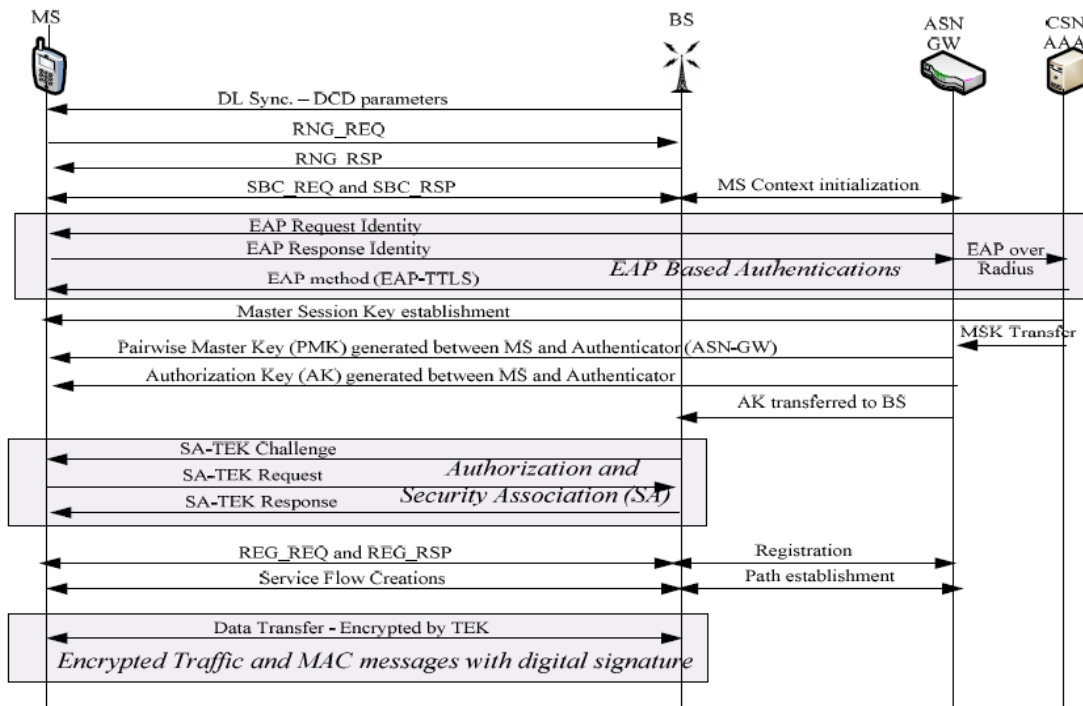 MS
BS
ASN
GW
CSN
AAA
DL Sync. – DCD parameters
RNG_REQ
RNG RSP
SBC_REQ and SBC_RSP
MS Context initialization
EAP Request Identity
EAP Response Identity
EAP over
Radius
EAP Based Authentications
EAP method (EAP-TTLS)
Master Session Key establishment
MSK Transfer
Pairwise Master Key (PMK) generated between MS and Authenticator (ASN-GW)
Authorization Key (AK) generated between MS and Authenticator
AK transferred to BS
SA-TEK Challenge
SA-TEK Request
Authorization and
Security Association (SA)
SA-TEK Response
REG_REQ and REG_RSP
Registration
Service Flow Creations
Path establishment
Data Transfer - Encrypted by TEK
Encrypted Traffic and MAC messages with digital signature